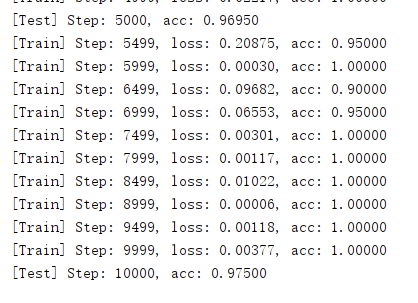 [Test] Step: 5000, acc: 0.96950
[Train] Step: 5499, loss: 0.20875, acc: 0.95000
[Train] Step: 5999, loss: 0.00030, acc: 1.00000
[Train] Step: 6499, loss: 0.09682, acc: 0.90000
[Train] Step: 6999, loss: 0.06553, acc: 0.95000
[Train] Step: 7499, loss: 0.00301, acc: 1.00000
[Train] Step: 7999, loss: 0.00117, acc: 1.00000
[Train] Step: 8499, loss: 0.01022, acc: 1.00000
[Train] Step: 8999, loss: 0.00006, acc: 1.00000
[Train] Step: 9499, loss: 0.00118, acc: 1.00000
[Train] Step: 9999, loss: 0.00377, acc: 1.00000
[Test] Step: 10000, acc: 0.97500